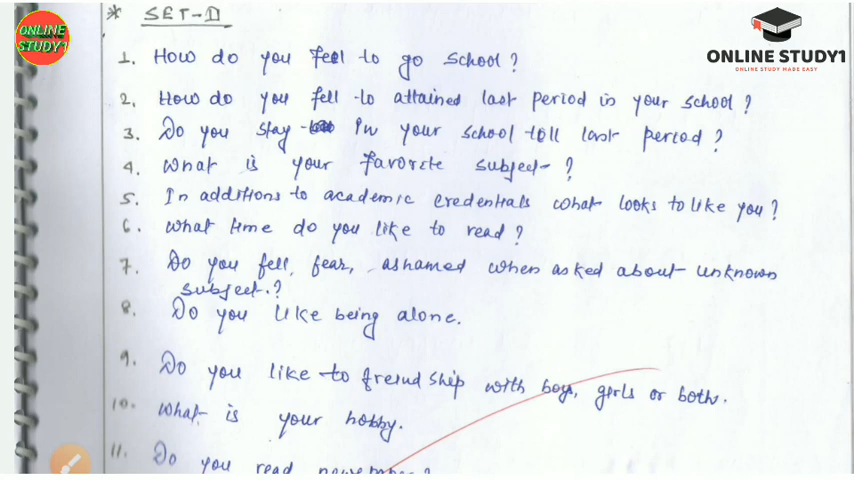 ONLINE
STUDY1
* SET-D
ONLINE STUDY1
ONLINE STUDY MADE EASY
1. How do you feel to go school?
2. How do you fell to attained last period in your school?
3. Do you stay in your school till last period?
4. What is your favorite subject?
5. In additions to academic credentials what looks to like you?
6. What time do you like to read?
7. Do you fell, fear, ashamed when asked about unknown
subject.?
8. Do you like being alone.
9. Do you like to freindship with boys, girls or both.
10. What is your hobby.
11. Do you read newspaper?